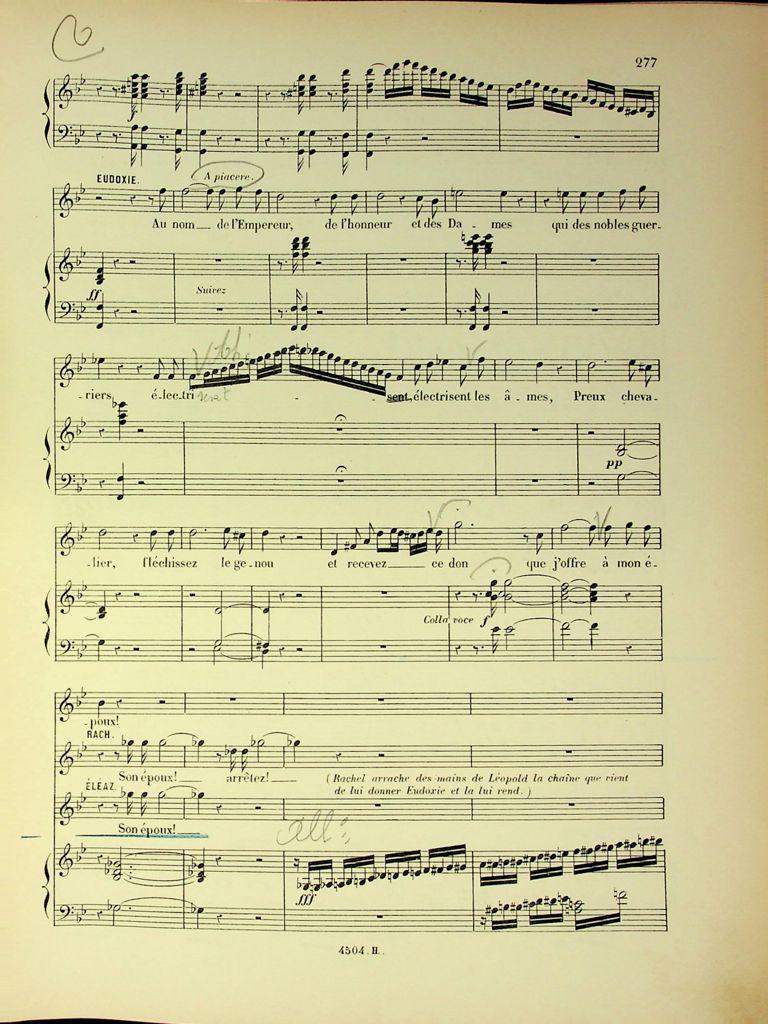 277
EUDOXIE.
A piacere.
Au nom de l'Empereur, de l'honneur et des Da - mes qui des nobles guer-
ff
Suivez
- riers, é - lec - tri - sent, électrisent les â - mes, Preux cheva-
pp
- lier, fléchissez le ge - nou et recevez ce don que j'offre à mon é-
Colla voce f
- poux!
RACH.
Son époux! arrêtez! (Rachel arrache des mains de Léopold la chaîne que vient
de lui donner Eudoxie et la lui rend.)
ÉLÉAZ.
Son époux!
All:
fff
4504. H.